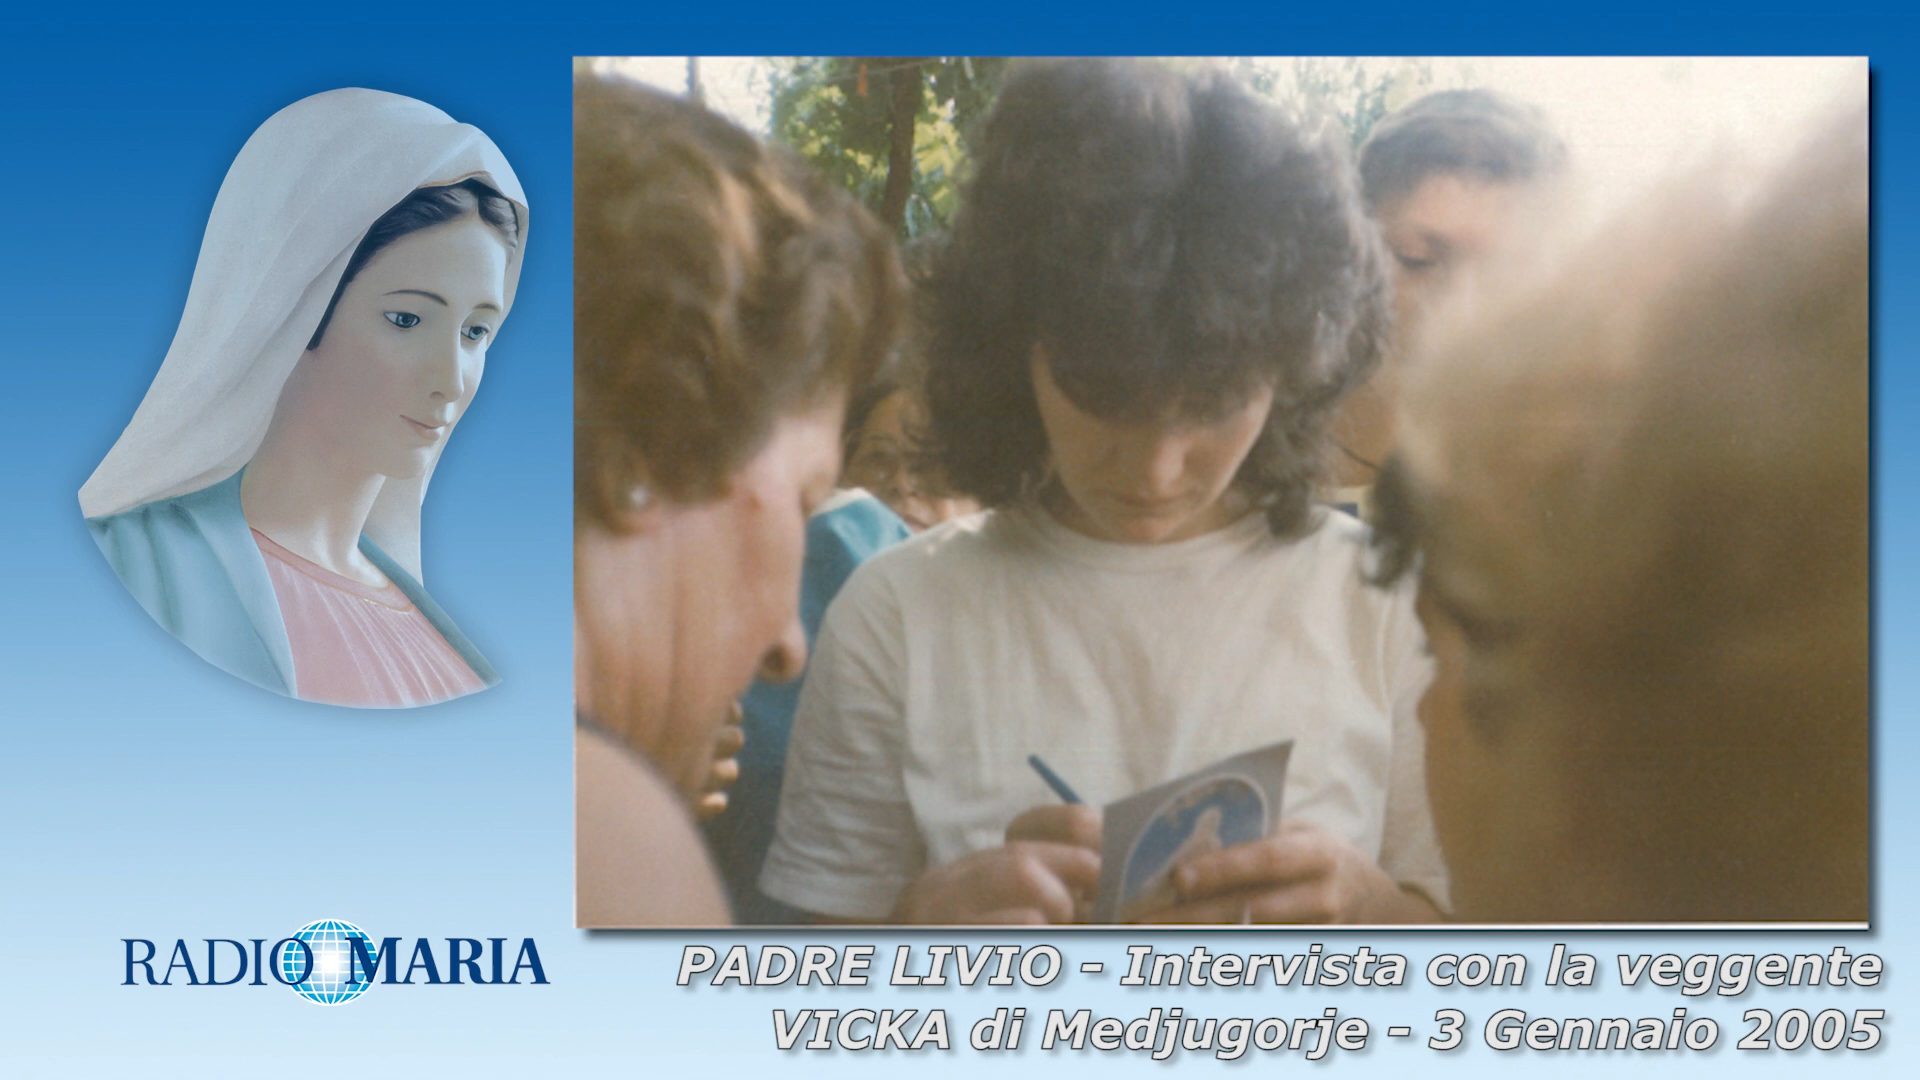 RADIO MARIA
PADRE LIVIO - Intervista con la veggente
VICKA di Medjugorje - 3 Gennaio 2005